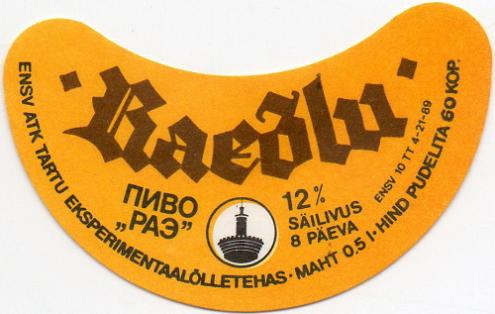 Raeõlu
ПИВО
„РАЭ”
12%
SÄILIVUS
8 PÄEVA
ENSV 10 TT 4-21-89
ENSV ATK TARTU EKSPERIMENTAALÕLLETEHAS · MAHT 0.5 l · HIND PUDELITA 60 KOP.